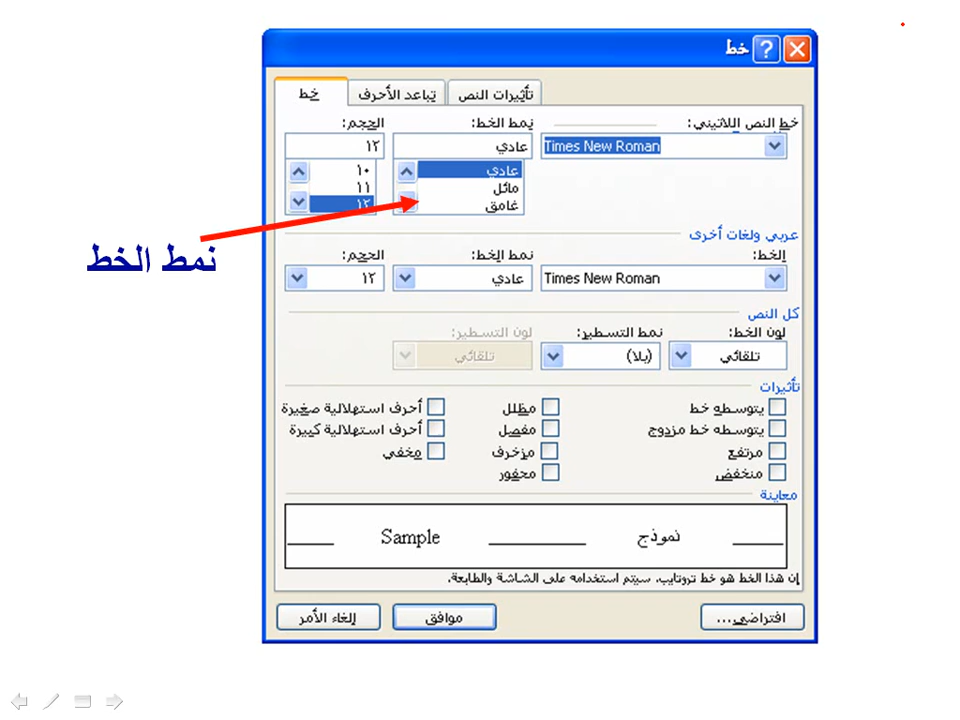 خط
خط تباعد الأحرف تأثيرات النص
خط النص اللاتيني: نمط الخط: الحجم:
Times New Roman عادي ١٢
عادي ١٠
مائل ١١
غامق ١٢
نمط الخط
عربي ولغات أخرى
الخط: نمط الخط: الحجم:
Times New Roman عادي ١٢
كل النص
لون الخط: نمط التسطير: لون التسطير:
تلقائي (بلا) تلقائي
تأثيرات
يتوسطه خط مظلل أحرف استهلالية صغيرة
يتوسطه خط مزدوج مفصل أحرف استهلالية كبيرة
مرتفع مزخرف مخفي
منخفض محفور
معاينة
نموذج Sample
إن هذا الخط هو خط تروتايب. سيتم استخدامه على الشاشة والطابعة.
افتراضي... موافق إلغاء الأمر